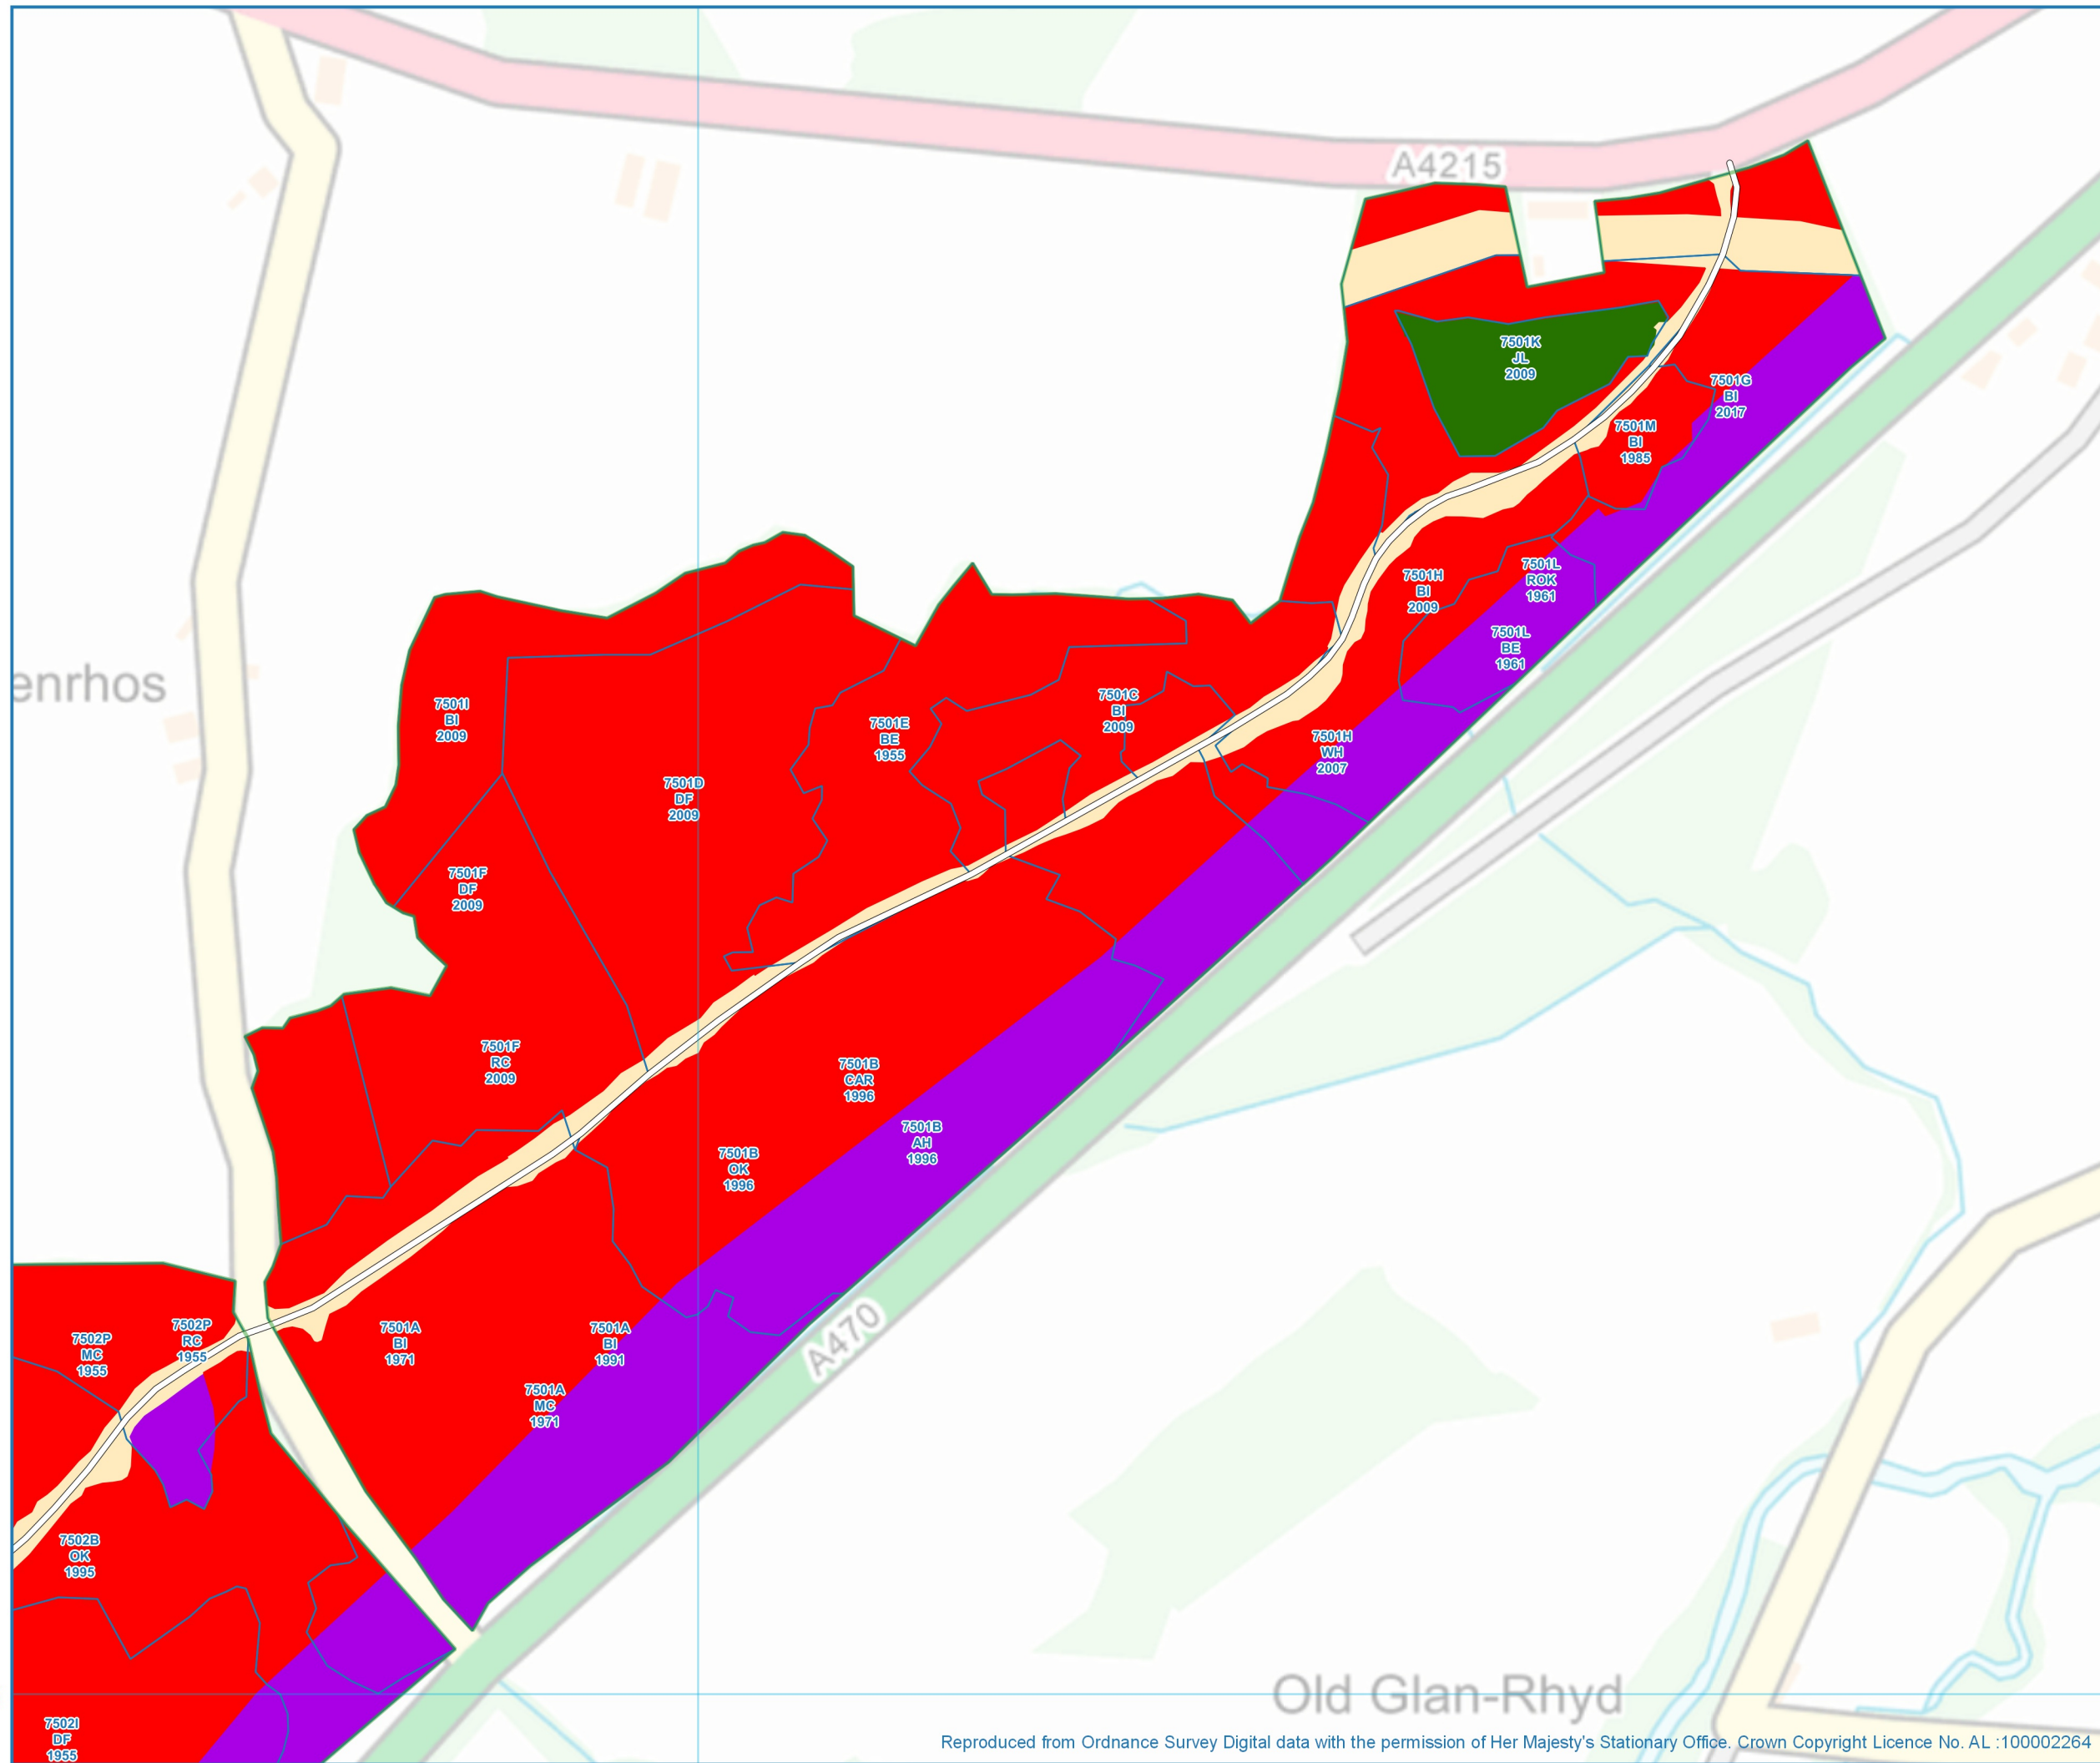 A4215
7501K
JL
2009
7501G
BI
2017
7501M
BI
1985
7501L
ROK
1961
7501H
BI
2009
7501L
BE
1961
enrhos
7501I
BI
2009
7501C
BI
2009
7501E
BE
1955
7501H
WH
2007
7501D
DF
2009
7501F
DF
2009
7501F
RC
2009
7501B
CAR
1996
7501B
AH
1996
7501B
OK
1996
7502P
RC
1955
7502P
MC
1955
7501A
BI
1971
7501A
BI
1991
A470
7501A
MC
1971
7502B
OK
1995
Old Glan-Rhyd
7502I
DF
1955
Reproduced from Ordnance Survey Digital data with the permission of Her Majesty's Stationary Office. Crown Copyright Licence No. AL :100002264